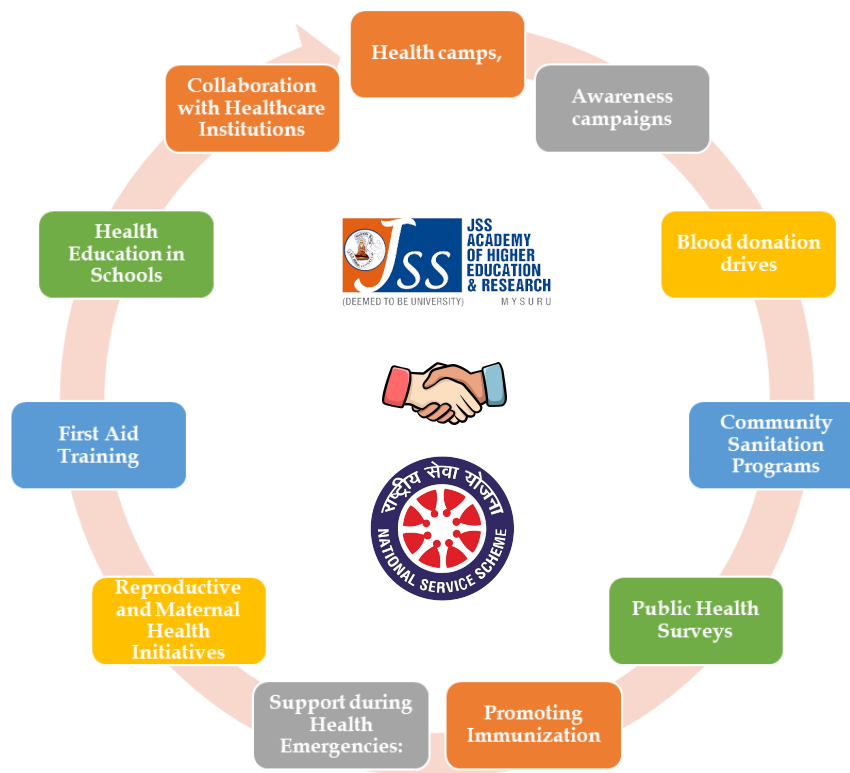 Health camps,
Awareness
campaigns
Blood donation
drives
Community
Sanitation
Programs
Public Health
Surveys
Promoting
Immunization
Support during
Health
Emergencies:
Reproductive
and Maternal
Health
Initiatives
First Aid
Training
Health
Education in
Schools
Collaboration
with Healthcare
Institutions
JSS
JSS
ACADEMY
OF HIGHER
EDUCATION
& RESEARCH
(DEEMED TO BE UNIVERSITY) MYSURU
राष्ट्रीय सेवा योजना
NATIONAL SERVICE SCHEME